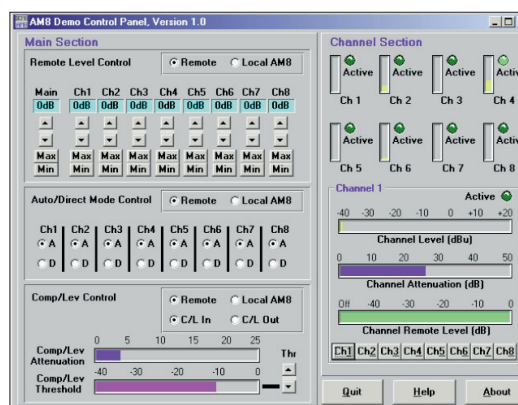 AM8 Demo Control Panel, Version 1.0
Main Section
Remote Level Control Remote Local AM8
Main Ch1 Ch2 Ch3 Ch4 Ch5 Ch6 Ch7 Ch8
0dB 0dB 0dB 0dB 0dB 0dB 0dB 0dB 0dB
Max Max Max Max Max Max Max Max Max
Min Min Min Min Min Min Min Min Min
Auto/Direct Mode Control Remote Local AM8
Ch1 Ch2 Ch3 Ch4 Ch5 Ch6 Ch7 Ch8
A A A A A A A A
D D D D D D D D
Comp/Lev Control Remote Local AM8
C/L In C/L Out
0 5 10 15 20 25
Comp/Lev Attenuation
Thr
-40 -30 -20 -10 0
Comp/Lev Threshold
Channel Section
Active Active Active Active
Ch 1 Ch 2 Ch 3 Ch 4
Active Active Active Active
Ch 5 Ch 6 Ch 7 Ch 8
Channel 1
Active
-40 -30 -20 -10 0 +10 +20
Channel Level (dBu)
0 10 20 30 40 50
Channel Attenuation (dB)
Off -40 -30 -20 -10 0
Channel Remote Level (dB)
Ch1 Ch2 Ch3 Ch4 Ch5 Ch6 Ch7 Ch8
Quit Help About